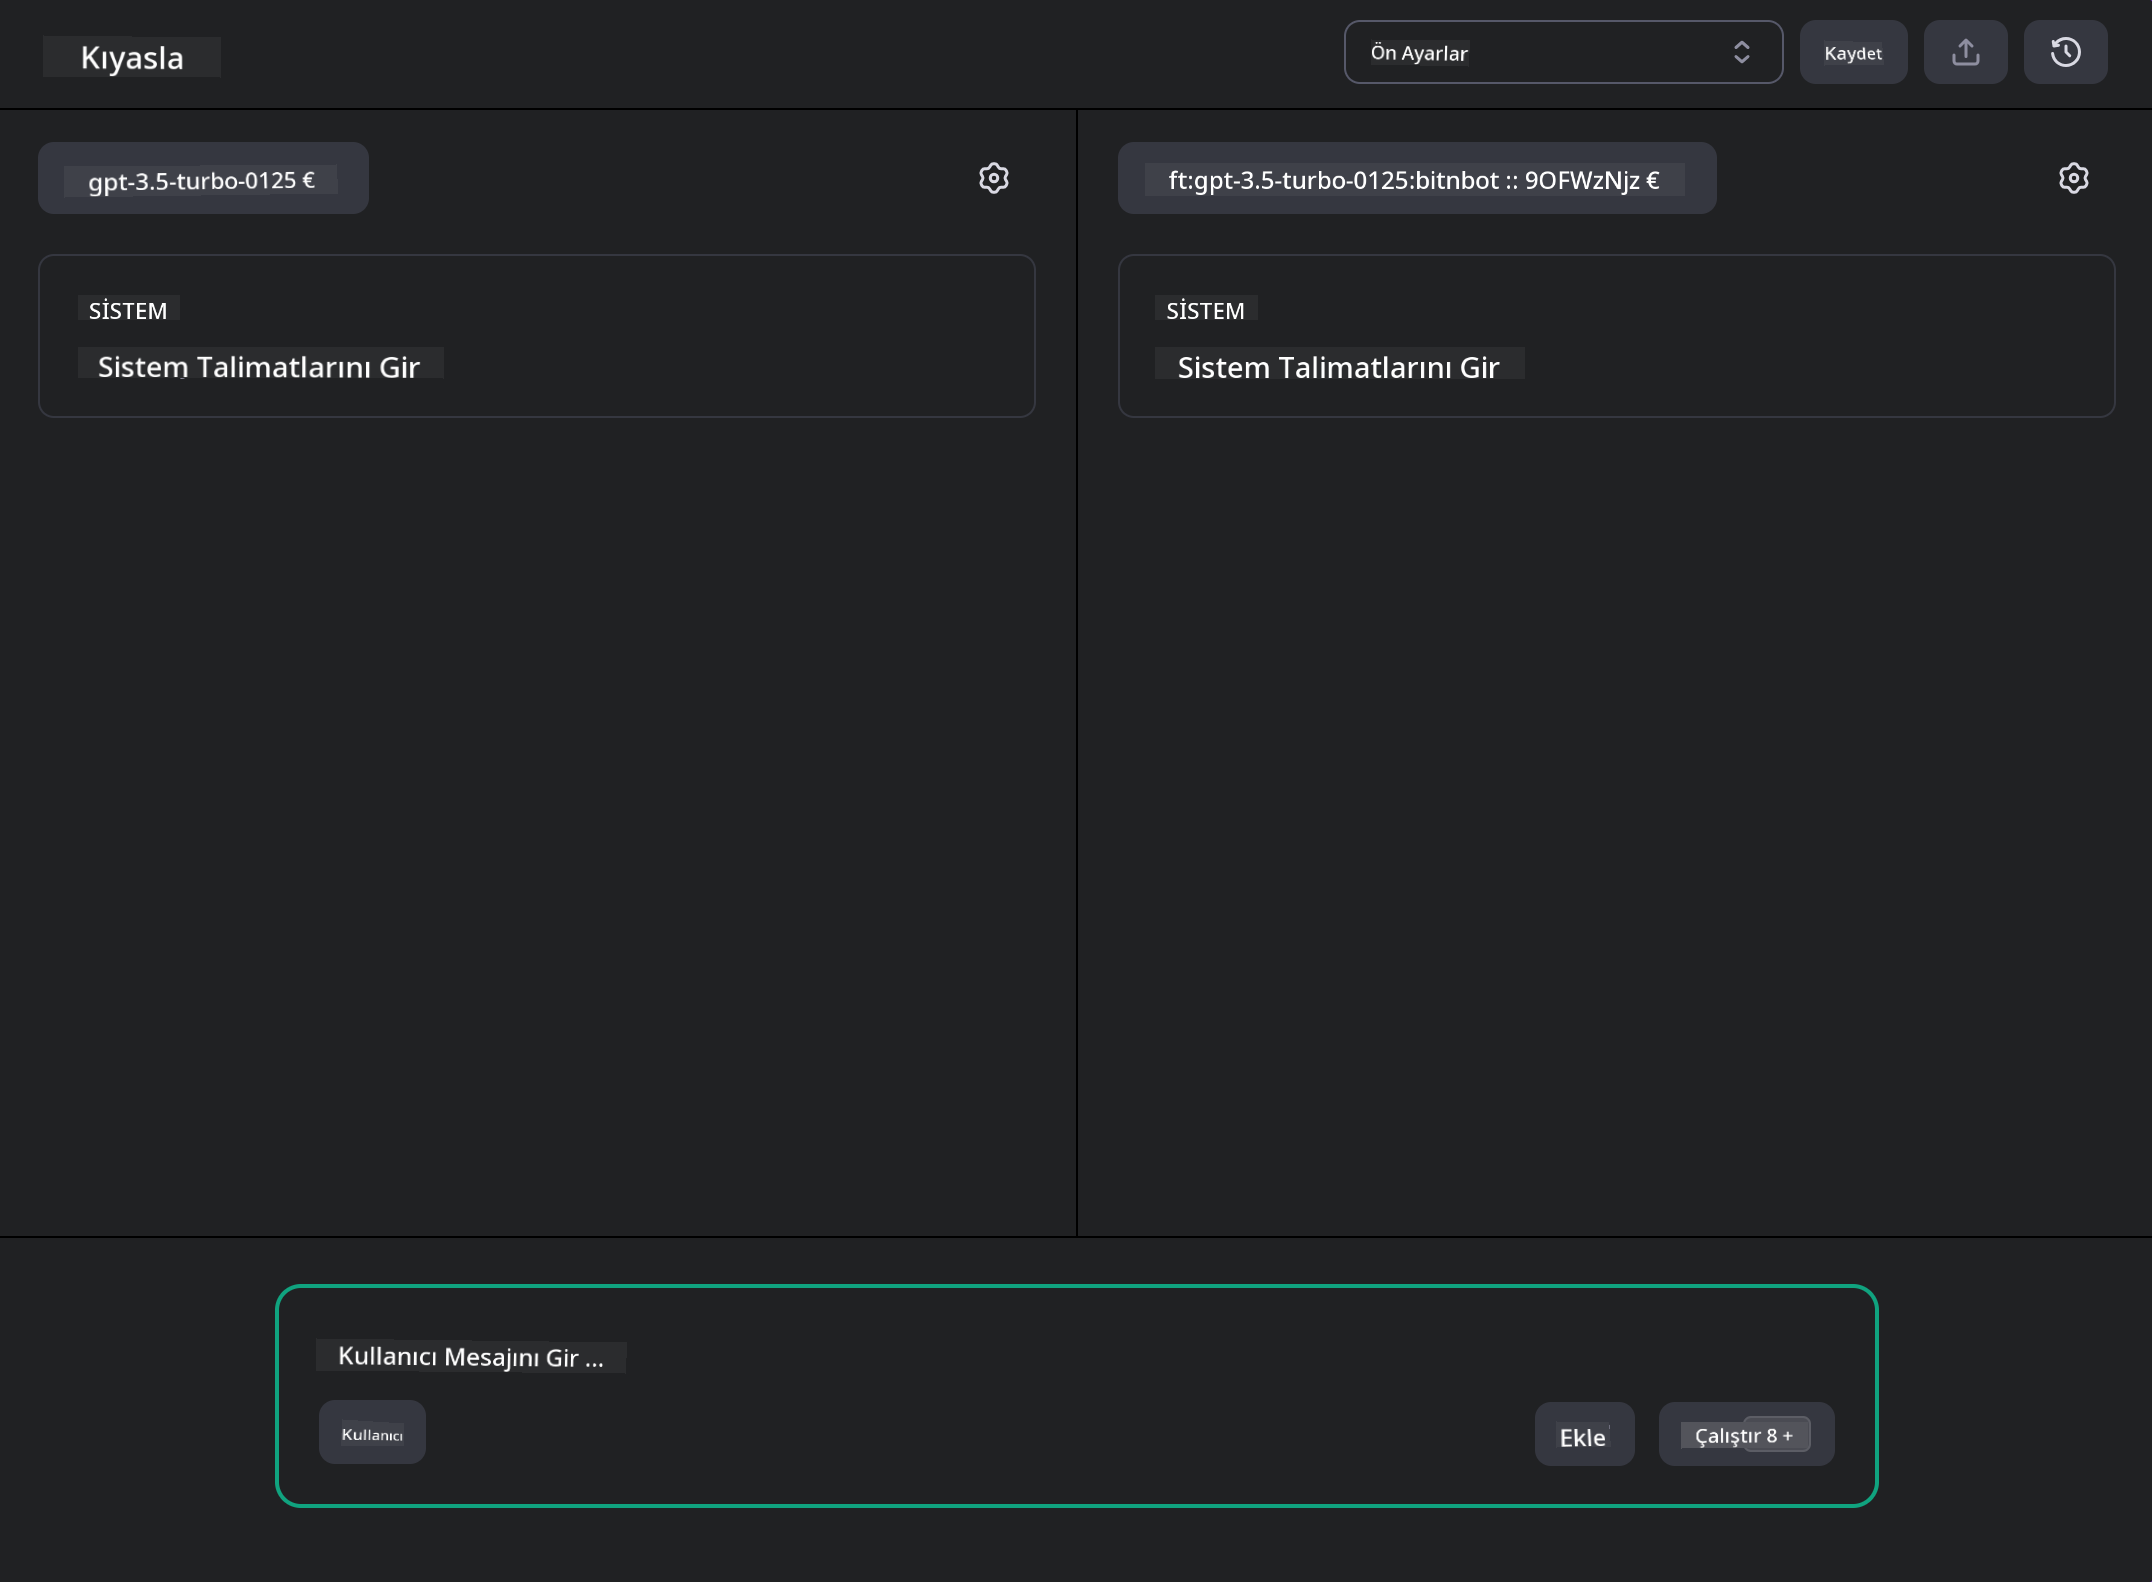 Kıyasla
Ön Ayarlar
Kaydet
gpt-3.5-turbo-0125 €
ft:gpt-3.5-turbo-0125:bitnbot :: 9OFWzNjz €
SİSTEM
Sistem Talimatlarını Gir
SİSTEM
Sistem Talimatlarını Gir
Kullanıcı Mesajını Gir ...
Kullanıcı
Ekle
Çalıştır 8 +